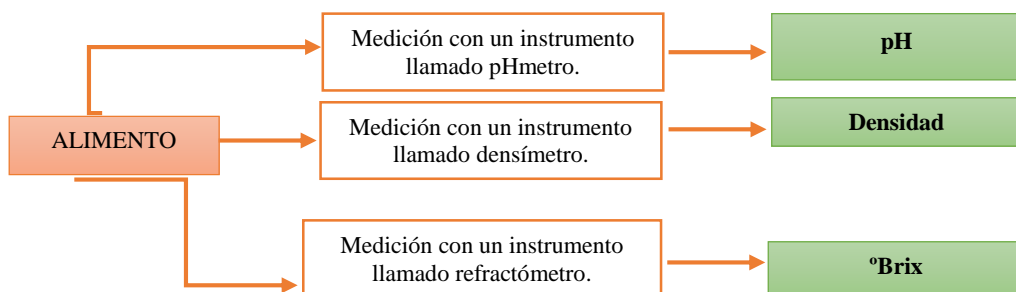 Medición con un instrumento
llamado pHmetro.
pH
ALIMENTO
Medición con un instrumento
llamado densímetro.
Densidad
Medición con un instrumento
llamado refractómetro.
ºBrix